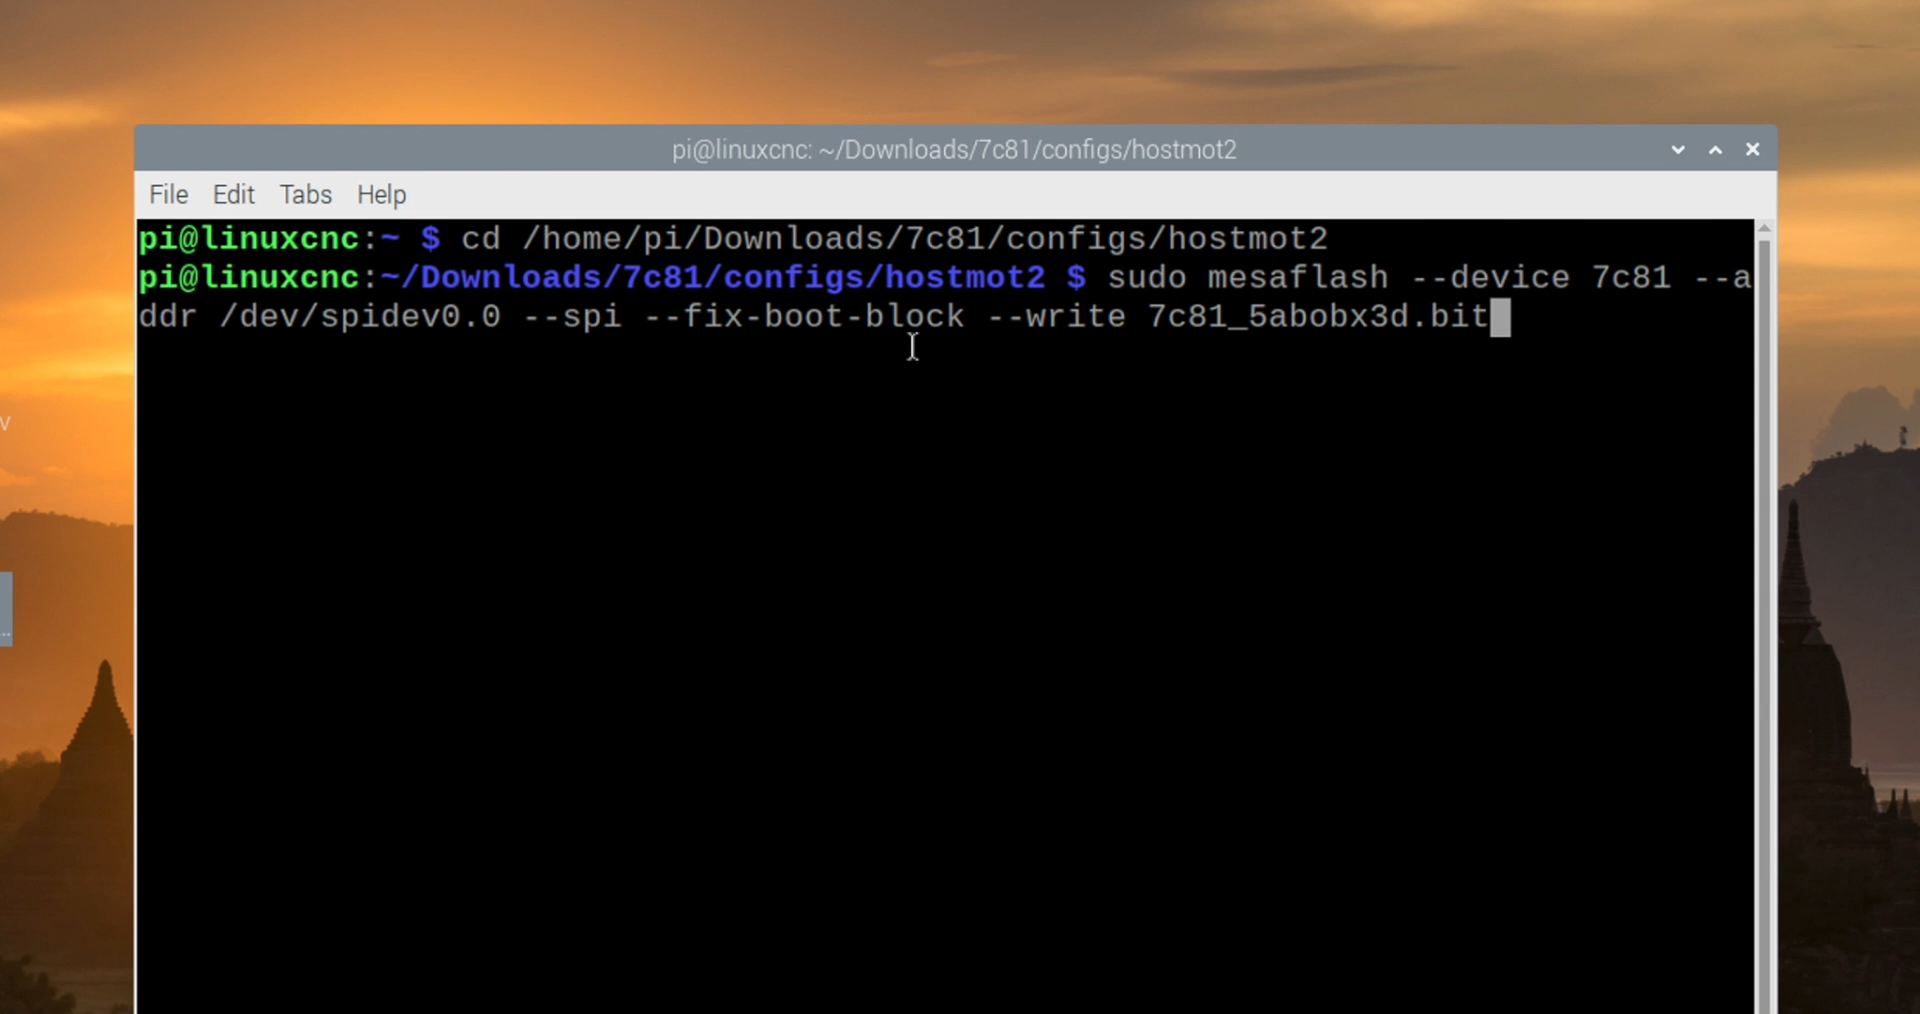 pi@linuxcnc: ~/Downloads/7c81/configs/hostmot2
File Edit Tabs Help
pi@linuxcnc:~ $ cd /home/pi/Downloads/7c81/configs/hostmot2
pi@linuxcnc:~/Downloads/7c81/configs/hostmot2 $ sudo mesaflash --device 7c81 --a
ddr /dev/spidev0.0 --spi --fix-boot-block --write 7c81_5abobx3d.bit